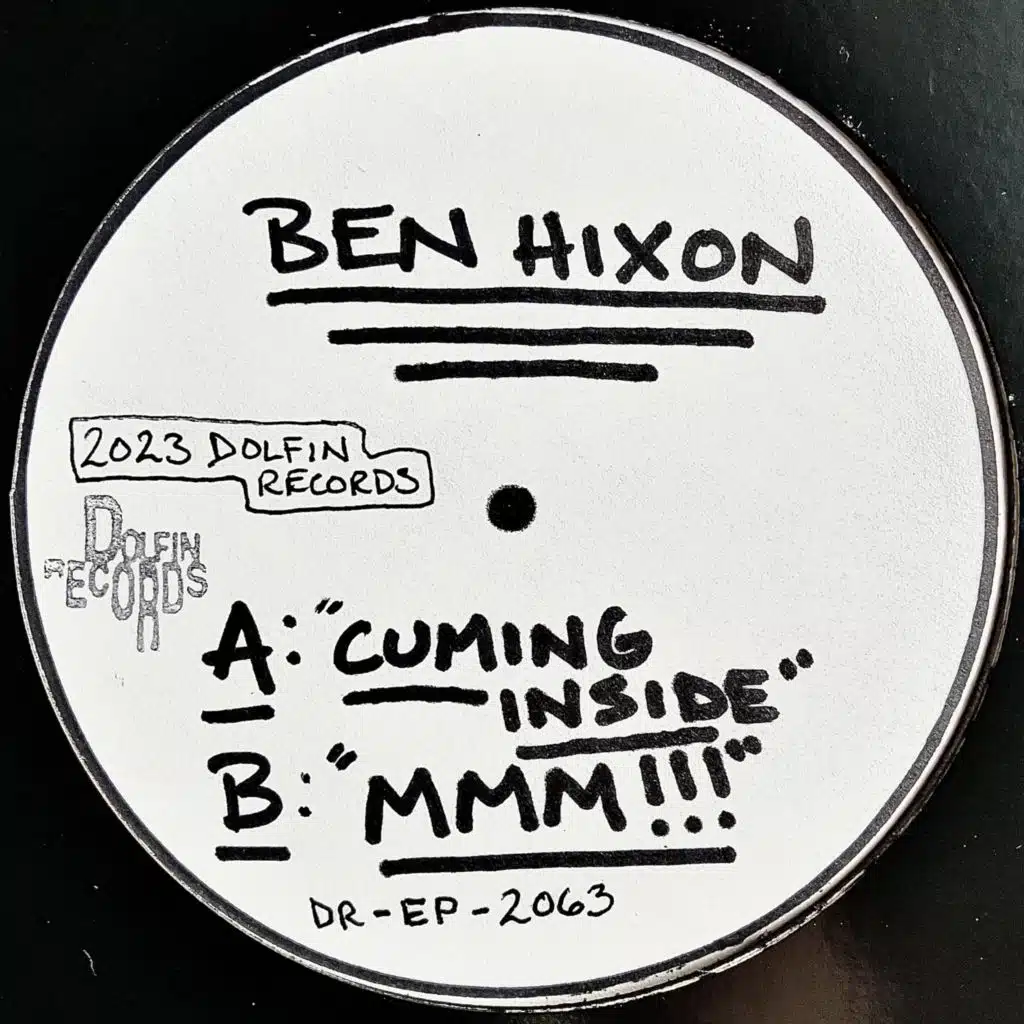 BEN HIXON
2023 DOLFIN
RECORDS
DOLFIN
RECORDS
A: "CUMING
INSIDE"
B: "MMM!!!"
DR-EP-2063